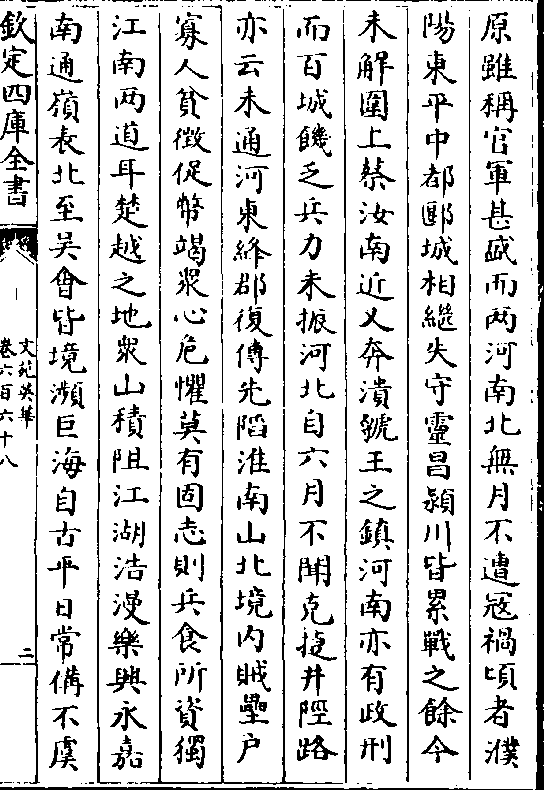 原雖稱官軍甚盛而两河南北無月不遭寇禍頃者濮
陽東平中都郾城相繼失守靈昌潁川皆累戰之餘今
未解圍上蔡汝南近又奔潰虢王之鎮河南亦有政刑
而百城饑乏兵力未振河北自六月不聞克捷井陘路
亦云未通河東絳郡復傳先陷淮南山北境内賊壘户
寡人貧徴促幣竭衆心危懼莫有固志則兵食所資獨
江南两道耳楚越之地衆山積阻江湖浩漫樂與永嘉
南通嶺表北至吴會皆境瀕巨海自古平日常備不虞
欽定四庫全書
文苑英華
卷六百六十八
二